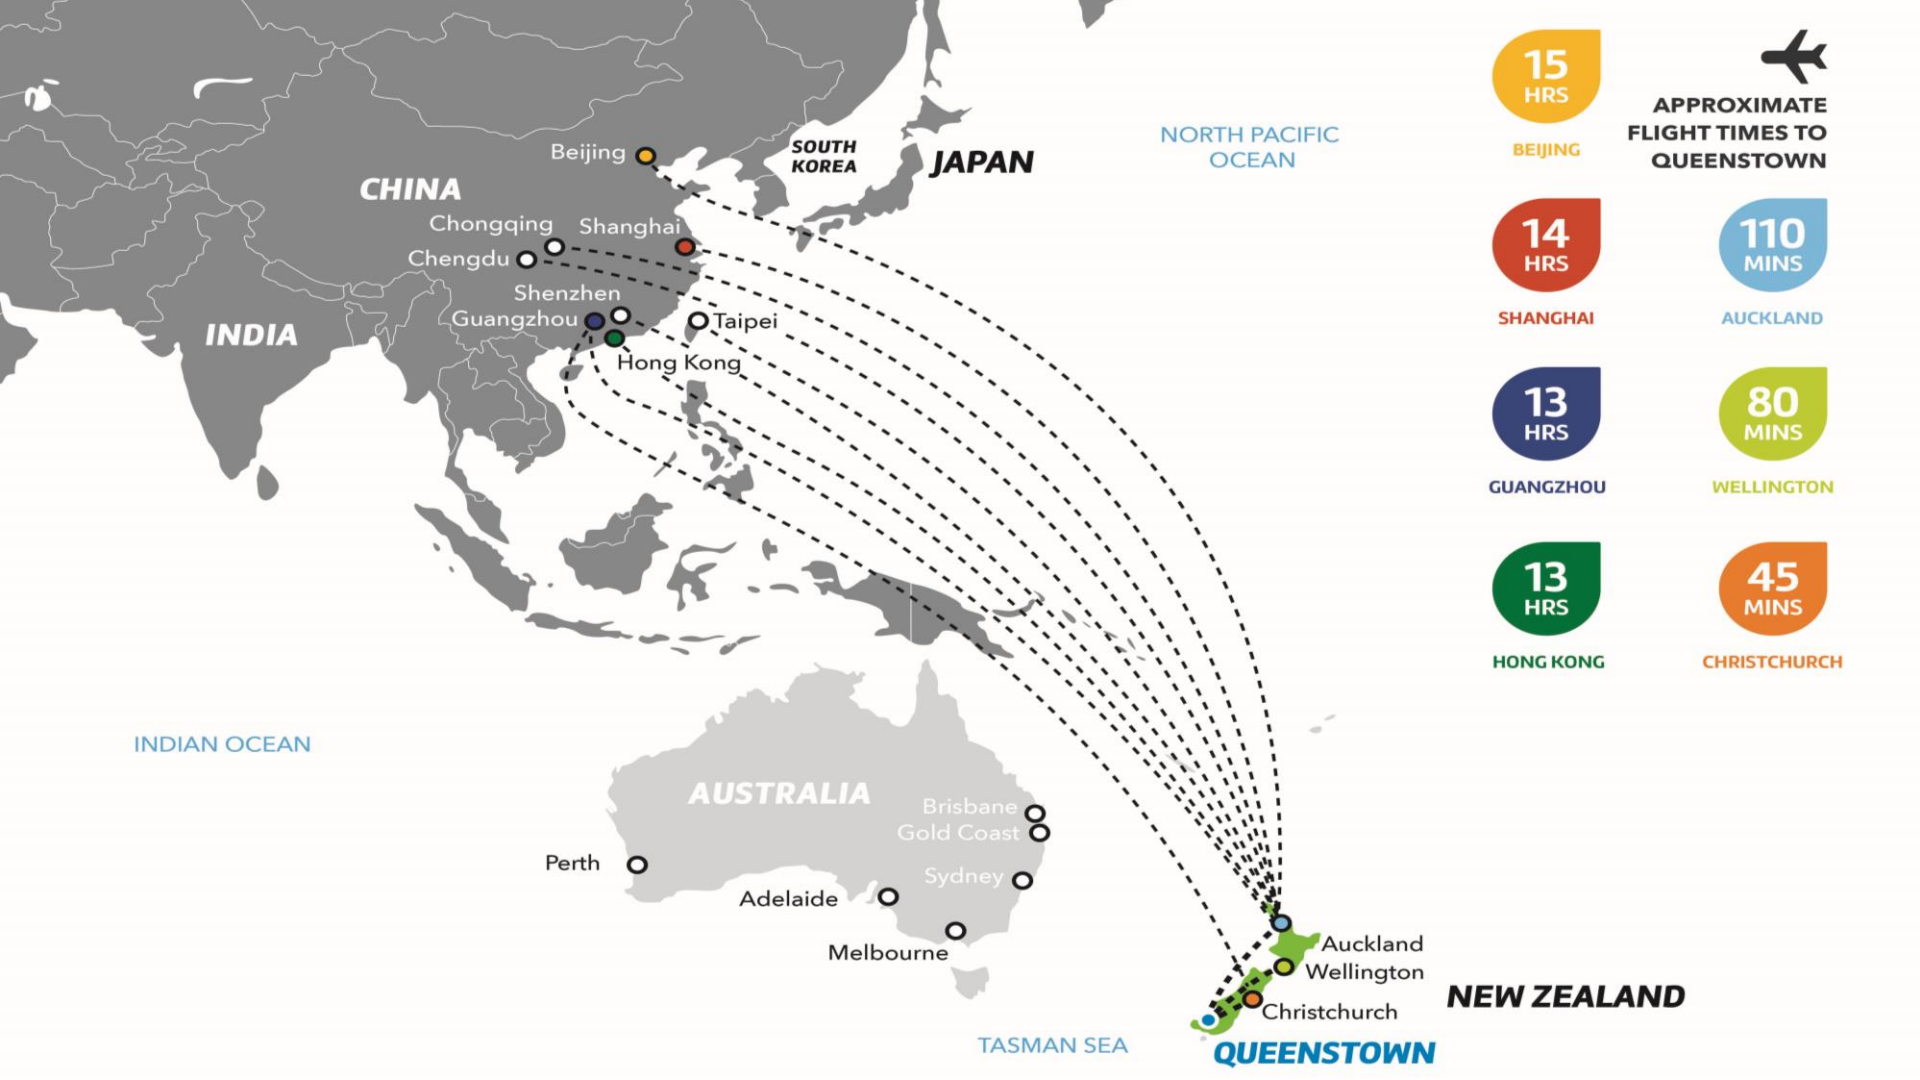 Beijing
SOUTH
KOREA
JAPAN
NORTH PACIFIC
OCEAN
CHINA
Chongqing
Shanghai
Chengdu
Shenzhen
Guangzhou
Taipei
Hong Kong
INDIA
INDIAN OCEAN
AUSTRALIA
Brisbane
Gold Coast
Perth
Sydney
Adelaide
Melbourne
Auckland
Wellington
NEW ZEALAND
Christchurch
TASMAN SEA
QUEENSTOWN
APPROXIMATE
FLIGHT TIMES TO
QUEENSTOWN
15
HRS
BEIJING
14
HRS
SHANGHAI
110
MINS
AUCKLAND
13
HRS
GUANGZHOU
80
MINS
WELLINGTON
13
HRS
HONG KONG
45
MINS
CHRISTCHURCH